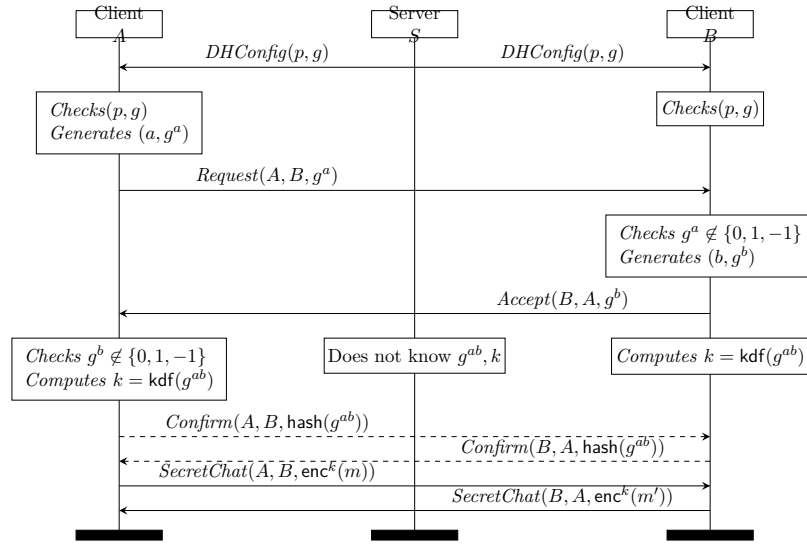 Client
A
Server
S
Client
B
DHConfig(p, g)
DHConfig(p, g)
Checks(p, g)
Generates (a, g^a)
Checks(p, g)
Request(A, B, g^a)
Checks g^a ∉ {0, 1, −1}
Generates (b, g^b)
Accept(B, A, g^b)
Checks g^b ∉ {0, 1, −1}
Computes k = kdf(g^{ab})
Does not know g^{ab}, k
Computes k = kdf(g^{ab})
Confirm(A, B, hash(g^{ab}))
Confirm(B, A, hash(g^{ab}))
SecretChat(A, B, enc^k(m))
SecretChat(B, A, enc^k(m′))